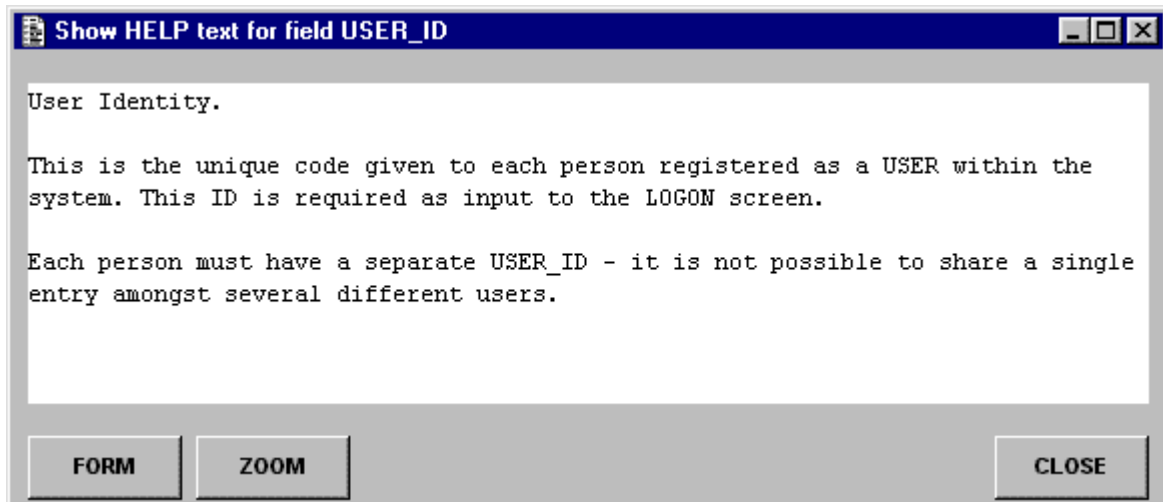 Show HELP text for field USER_ID
User Identity.
This is the unique code given to each person registered as a USER within the
system. This ID is required as input to the LOGON screen.
Each person must have a separate USER_ID - it is not possible to share a single
entry amongst several different users.
FORM ZOOM CLOSE